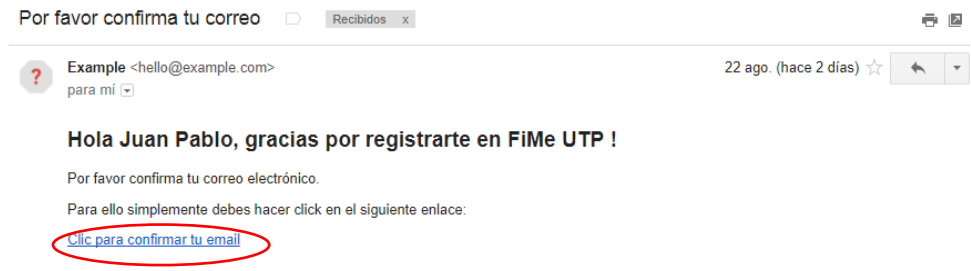 Por favor confirma tu correo
Recibidos x
Example <hello@example.com>
22 ago. (hace 2 días)
para mí
?
Hola Juan Pablo, gracias por registrarte en FiMe UTP !
Por favor confirma tu correo electrónico.
Para ello simplemente debes hacer click en el siguiente enlace:
Clic para confirmar tu email